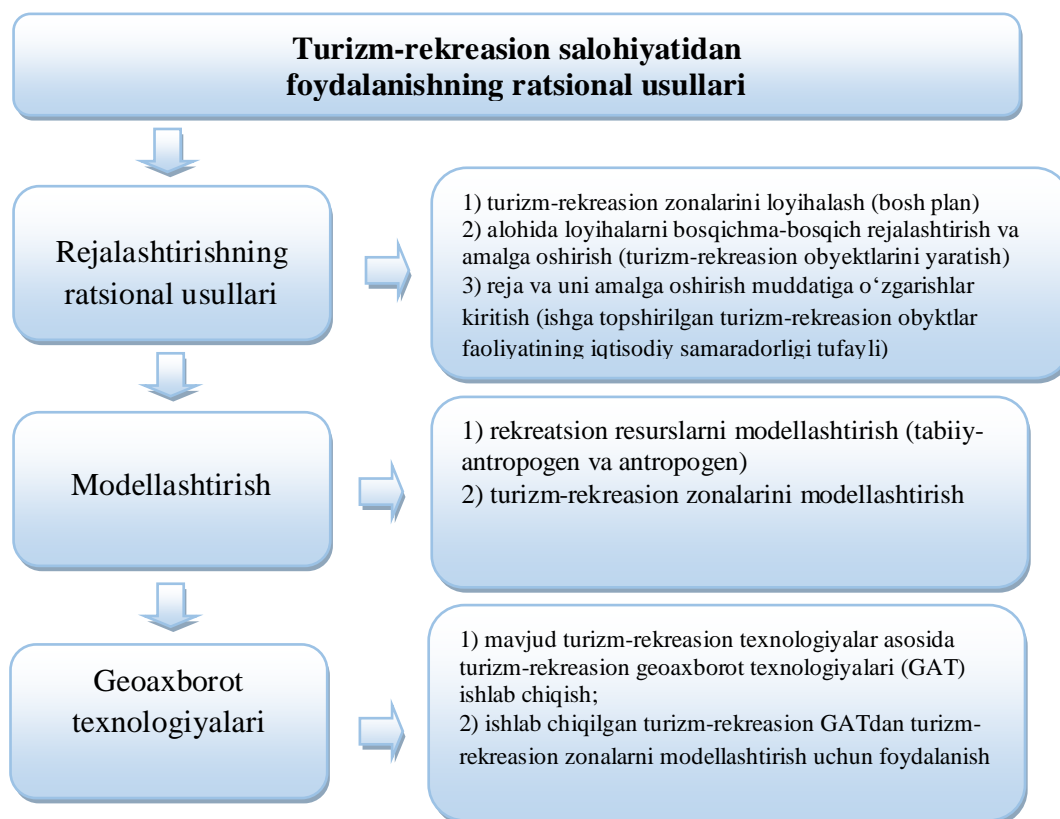 Turizm-rekreasion salohiyatidan
foydalanishning ratsional usullari
Rejalashtirishning
ratsional usullari
1) turizm-rekreasion zonalarini loyihalash (bosh plan)
2) alohida loyihalarni bosqichma-bosqich rejalashtirish va
amalga oshirish (turizm-rekreasion obyektlarini yaratish)
3) reja va uni amalga oshirish muddatiga o‘zgarishlar
kiritish (ishga topshirilgan turizm-rekreasion obyktlar
faoliyatining iqtisodiy samaradorligi tufayli)
Modellashtirish
1) rekreatsion resurslarni modellashtirish (tabiiy-
antropogen va antropogen)
2) turizm-rekreasion zonalarini modellashtirish
Geoaxborot
texnologiyalari
1) mavjud turizm-rekreasion texnologiyalar asosida
turizm-rekreasion geoaxborot texnologiyalari (GAT)
ishlab chiqish;
2) ishlab chiqilgan turizm-rekreasion GATdan turizm-
rekreasion zonalarni modellashtirish uchun foydalanish